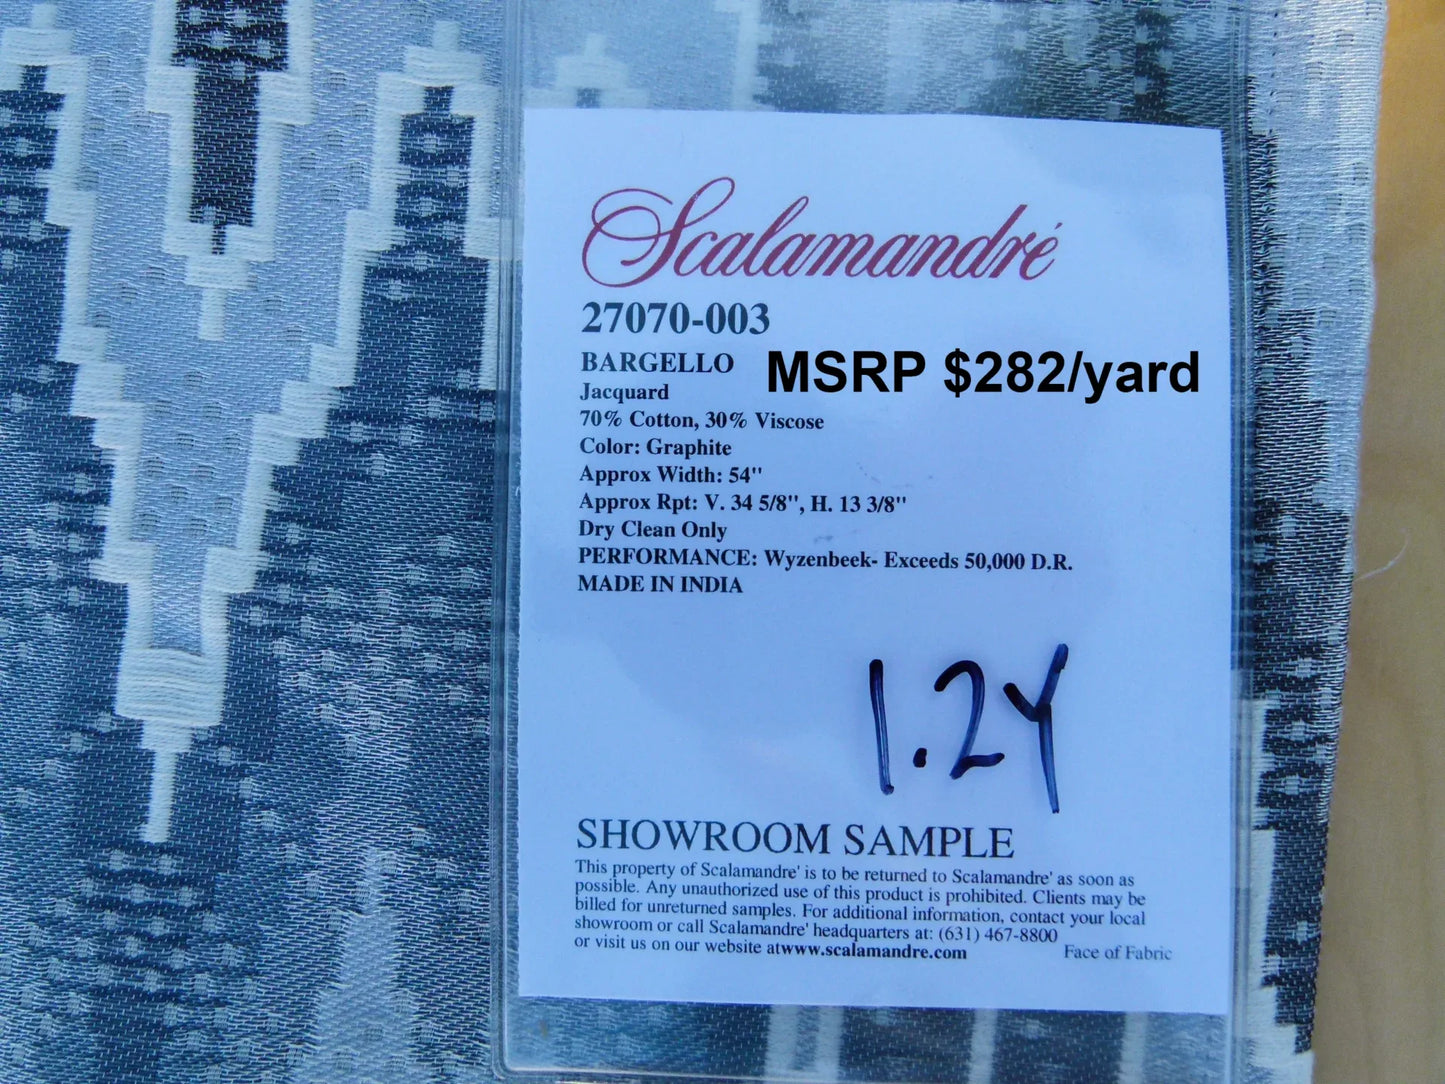 Scalamandré
27070-003
BARGELLO MSRP $282/yard
Jacquard
70% Cotton, 30% Viscose
Color: Graphite
Approx Width: 54"
Approx Rpt: V. 34 5/8", H. 13 3/8"
Dry Clean Only
PERFORMANCE: Wyzenbeek- Exceeds 50,000 D.R.
MADE IN INDIA
1.2Y
SHOWROOM SAMPLE
This property of Scalamandre' is to be returned to Scalamandre' as soon as
possible. Any unauthorized use of this product is prohibited. Clients may be
billed for unreturned samples. For additional information, contact your local
showroom or call Scalamandre' headquarters at: (631) 467-8800
or visit us on our website atwww.scalamandre.com Face of Fabric